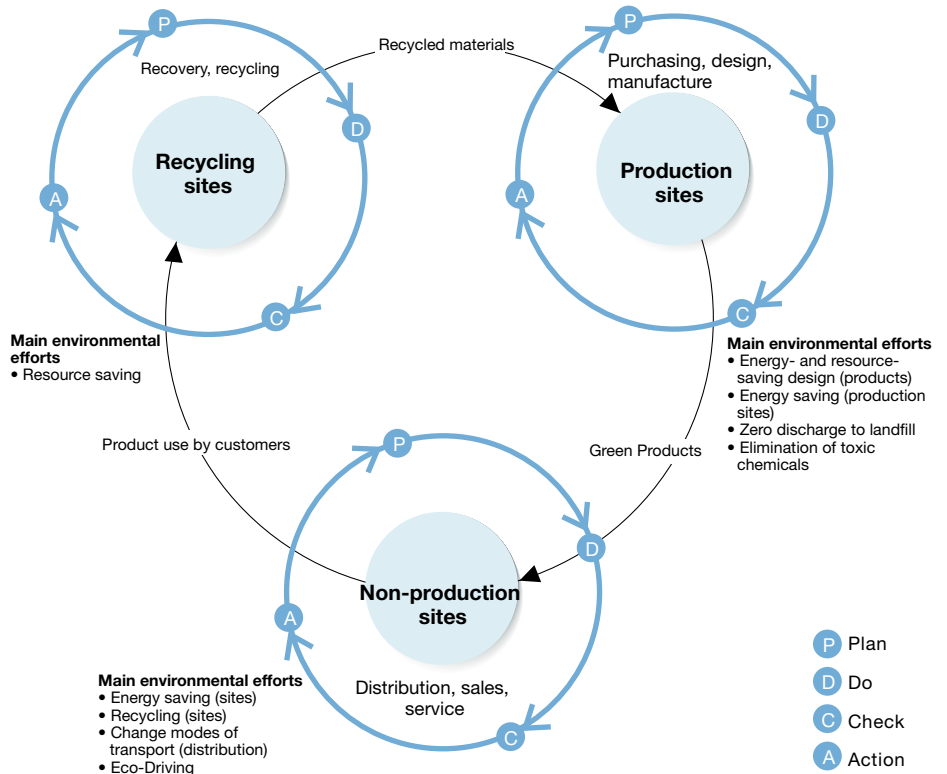 P
Recovery, recycling
D
Recycling
sites
A
C
Recycled materials
P
Purchasing, design,
manufacture
D
Production
sites
A
C
Main environmental
efforts
• Resource saving
Main environmental efforts
• Energy- and resource-
saving design (products)
• Energy saving (production
sites)
• Zero discharge to landfill
• Elimination of toxic
chemicals
Product use by customers
Green Products
P
D
Non-production
sites
A
Distribution, sales,
service
C
Main environmental efforts
• Energy saving (sites)
• Recycling (sites)
• Change modes of
transport (distribution)
• Eco-Driving
P Plan
D Do
C Check
A Action